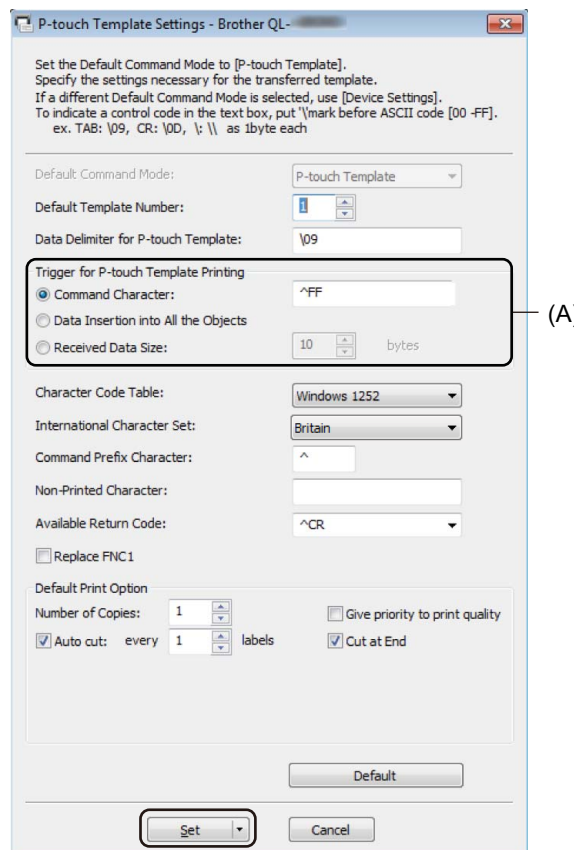 P-touch Template Settings - Brother QL-
Set the Default Command Mode to [P-touch Template].
Specify the settings necessary for the transferred template.
If a different Default Command Mode is selected, use [Device Settings].
To indicate a control code in the text box, put '\'mark before ASCII code [00 -FF].
ex. TAB: \09, CR: \0D, \: \\ as 1byte each
Default Command Mode: P-touch Template
Default Template Number: 1
Data Delimiter for P-touch Template: \09
Trigger for P-touch Template Printing
Command Character: ^FF
(A)
Data Insertion into All the Objects
Received Data Size: 10 bytes
Character Code Table: Windows 1252
International Character Set: Britain
Command Prefix Character: ^
Non-Printed Character:
Available Return Code: ^CR
Replace FNC1
Default Print Option
Number of Copies: 1 Give priority to print quality
Auto cut: every 1 labels Cut at End
Default
Set Cancel